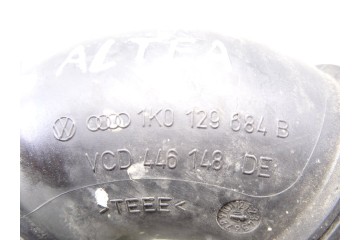 ALTEA
1K0 129 684 B
VCD 446 148 DE
>TEEE<